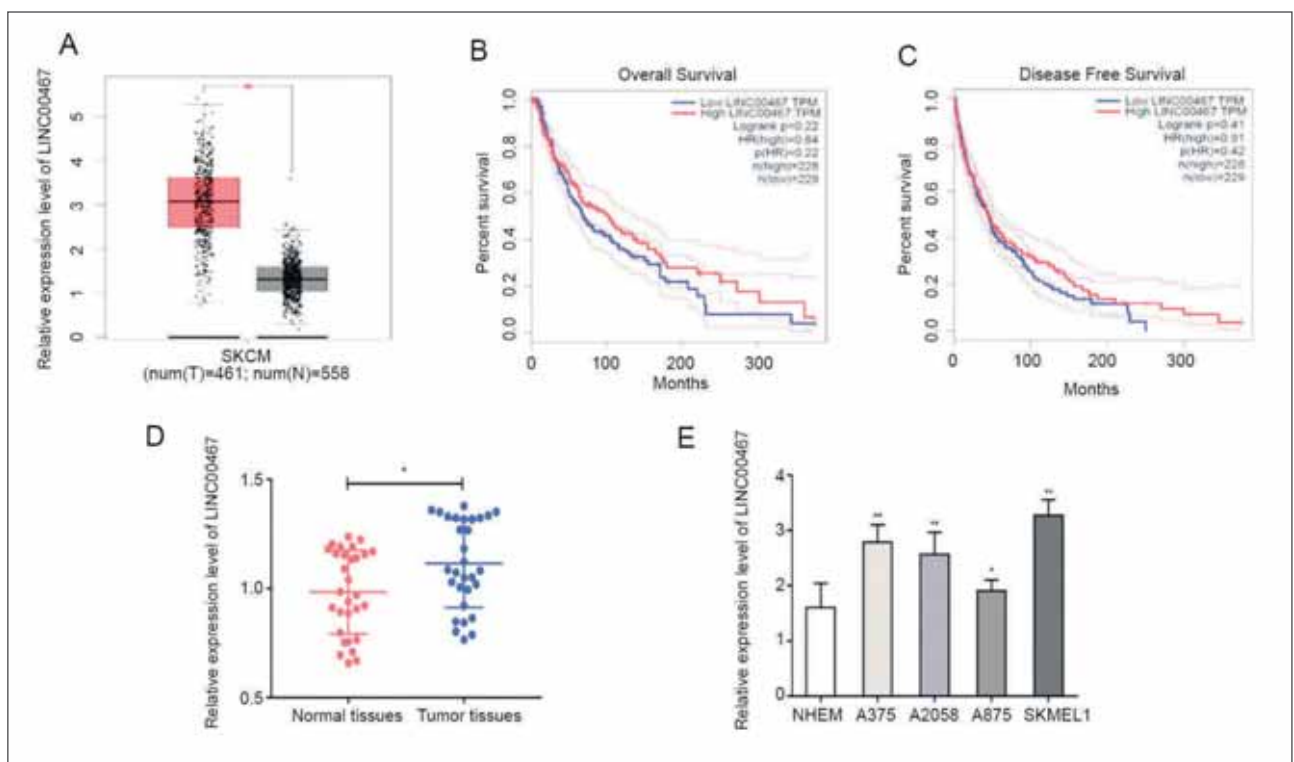 A
Relative expression level of LINC00467
5
4
3
2
1
0
SKCM
(num(T)=461; num(N)=558
B
Overall Survival
Low LINC00467 TPM
High LINC00467 TPM
Logrank p=0.22
p(HR)=0.22
n(high)=228
n(low)=229
Percent survival
1.0
0.8
0.6
0.4
0.2
0.0
0
100
200
300
Months
C
Disease Free Survival
Low LINC00467 TPM
High LINC00467 TPM
Logrank p=0.41
HR(high)=0.91
p(HR)=0.42
n(high)=228
n(low)=229
Percent survival
1.0
0.8
0.6
0.4
0.2
0.0
0
100
200
300
Months
D
Relative expression level of LINC00467
*
1.5
1.0
0.5
Normal tissues
Tumor tissues
E
Relative expression level of LINC00467
4
3
2
1
0
**
**
*
**
NHEM
A375
A2058
A875
SKMEL1